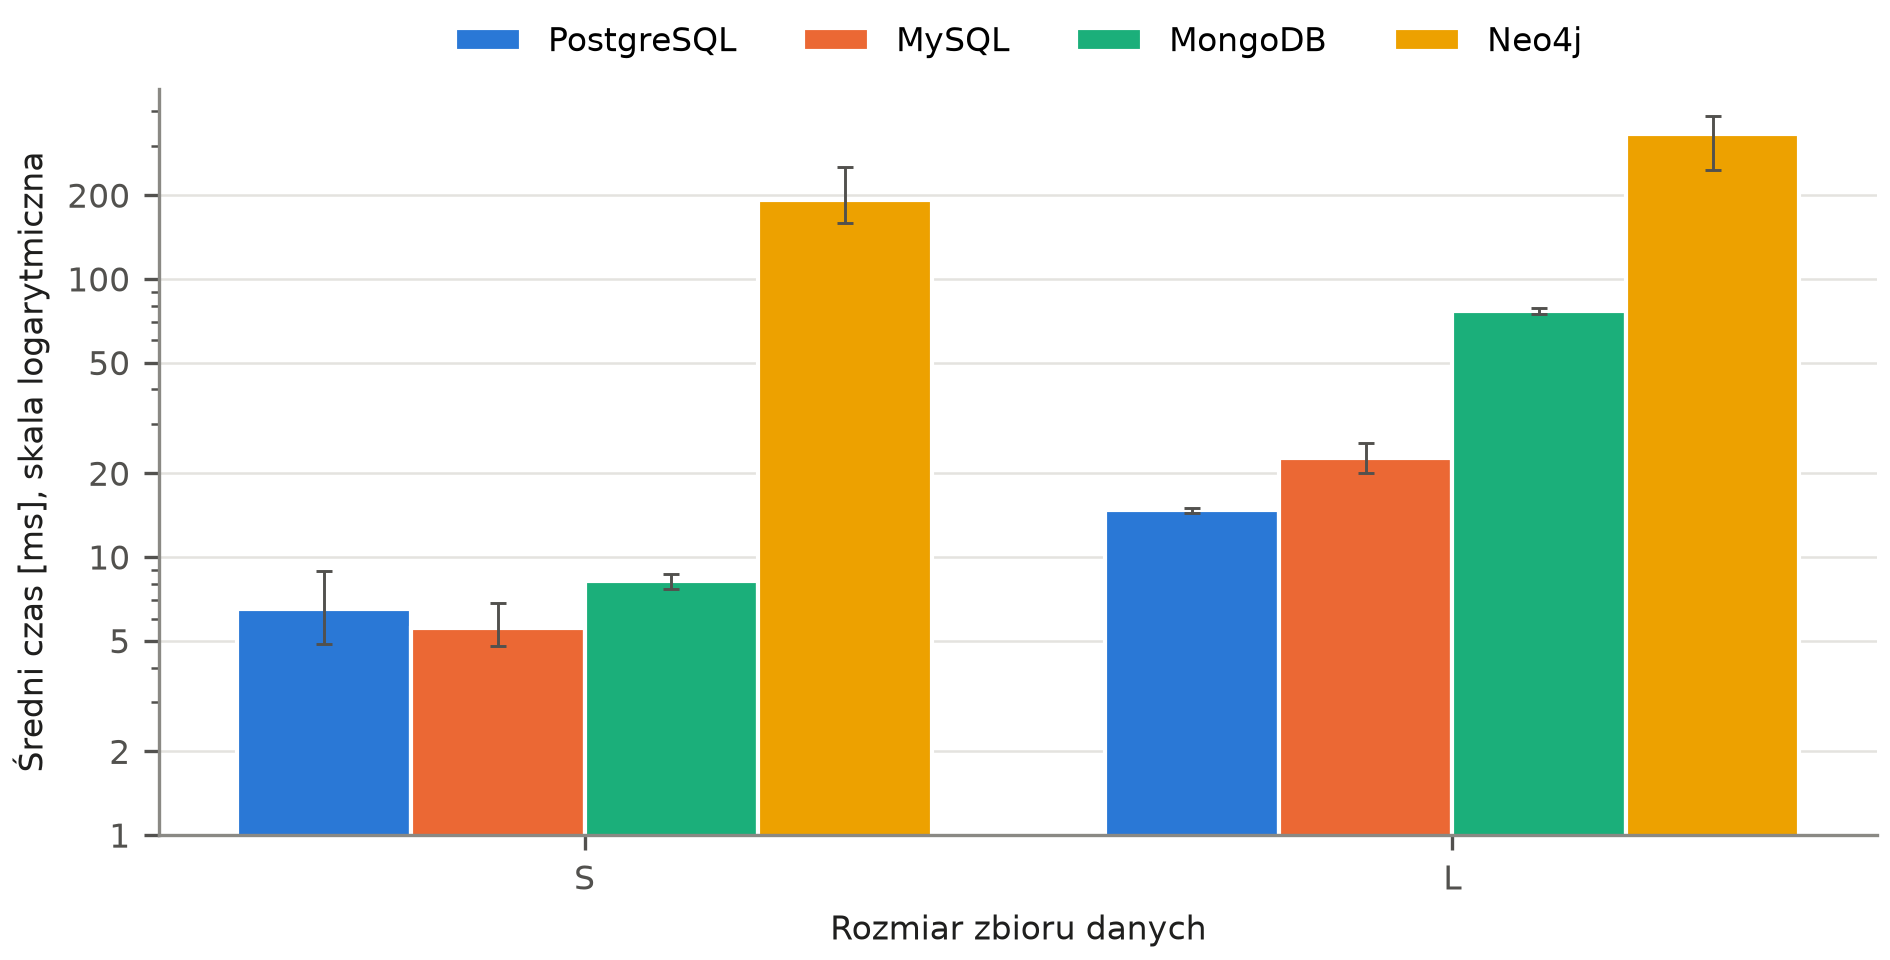 PostgreSQL MySQL MongoDB Neo4j
Średni czas [ms], skala logarytmiczna
200
100
50
20
10
5
2
1
S L
Rozmiar zbioru danych